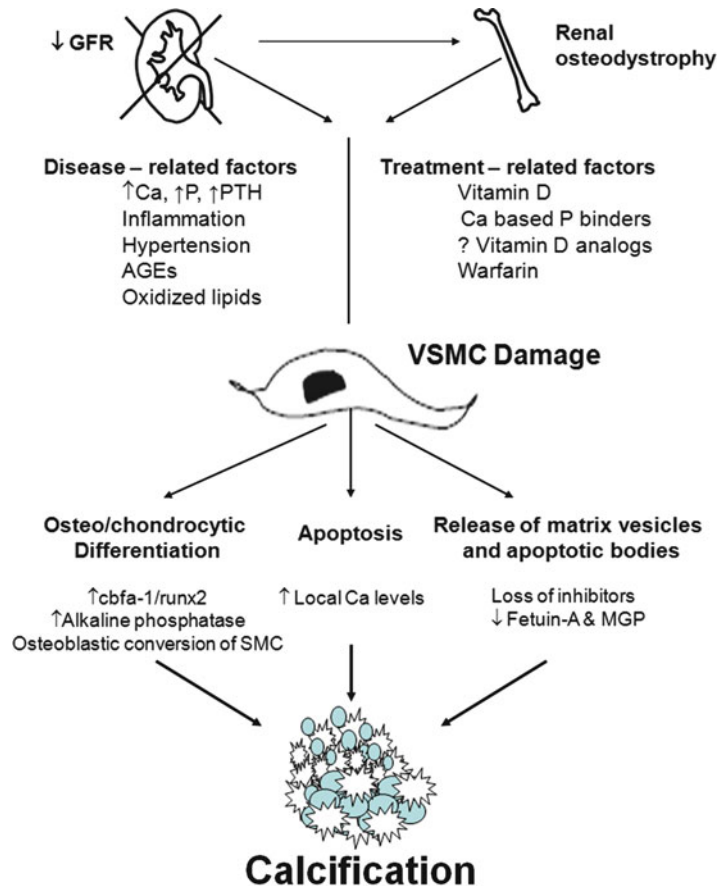 ↓ GFR
Renal
osteodystrophy
Disease – related factors
↑Ca, ↑P, ↑PTH
Inflammation
Hypertension
AGEs
Oxidized lipids
Treatment – related factors
Vitamin D
Ca based P binders
? Vitamin D analogs
Warfarin
VSMC Damage
Osteo/chondrocytic
Differentiation
↑cbfa-1/runx2
↑Alkaline phosphatase
Osteoblastic conversion of SMC
Apoptosis
↑ Local Ca levels
Release of matrix vesicles
and apoptotic bodies
Loss of inhibitors
↓ Fetuin-A & MGP
Calcification